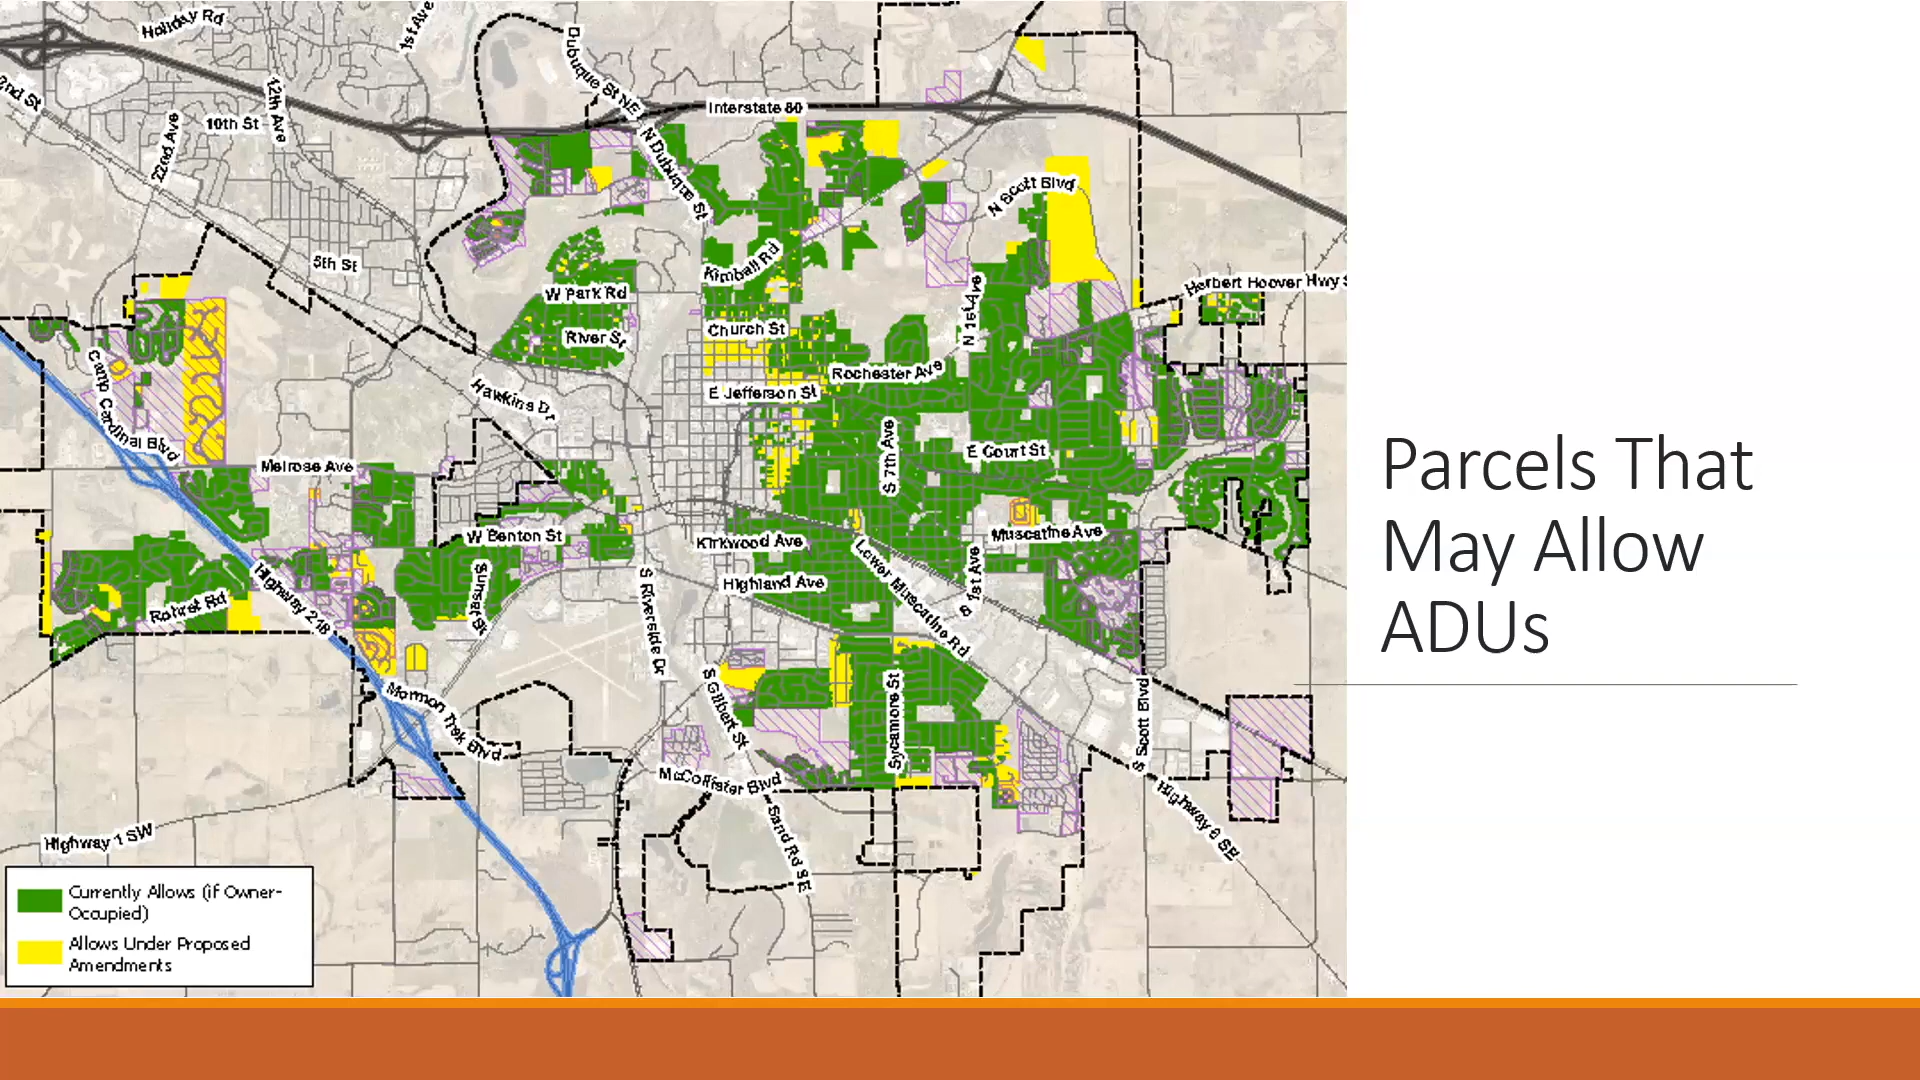 Holiday Rd
1st Ave
Dubuque St NE
2nd St
12th Ave
Interstate 80
10th St
22nd Ave
N Dubuque St
N Scott Blvd
5th St
Kimball Rd
Herbert Hoover Hwy S
W Park Rd
N 1st Ave
Church St
River St
Rochester Ave
Camp Cardinal Blvd
Hawkins Dr
E Jefferson St
S 7th Ave
E Court St
Melrose Ave
W Benton St
Muscatine Ave
Kirkwood Ave
Lower Muscatine Rd
Highland Ave
S 1st Ave
Sunset St
Highway 218
Rohret Rd
S Riverside Dr
S Gilbert St
Sycamore St
Scott Blvd
S
Mormon Trek Blvd
McCollister Blvd
Sand Rd SE
Highway 6 SE
Highway 1 SW
Currently Allows (if Owner-
Occupied)
Allows Under Proposed
Amendments
Parcels That
May Allow
ADUs